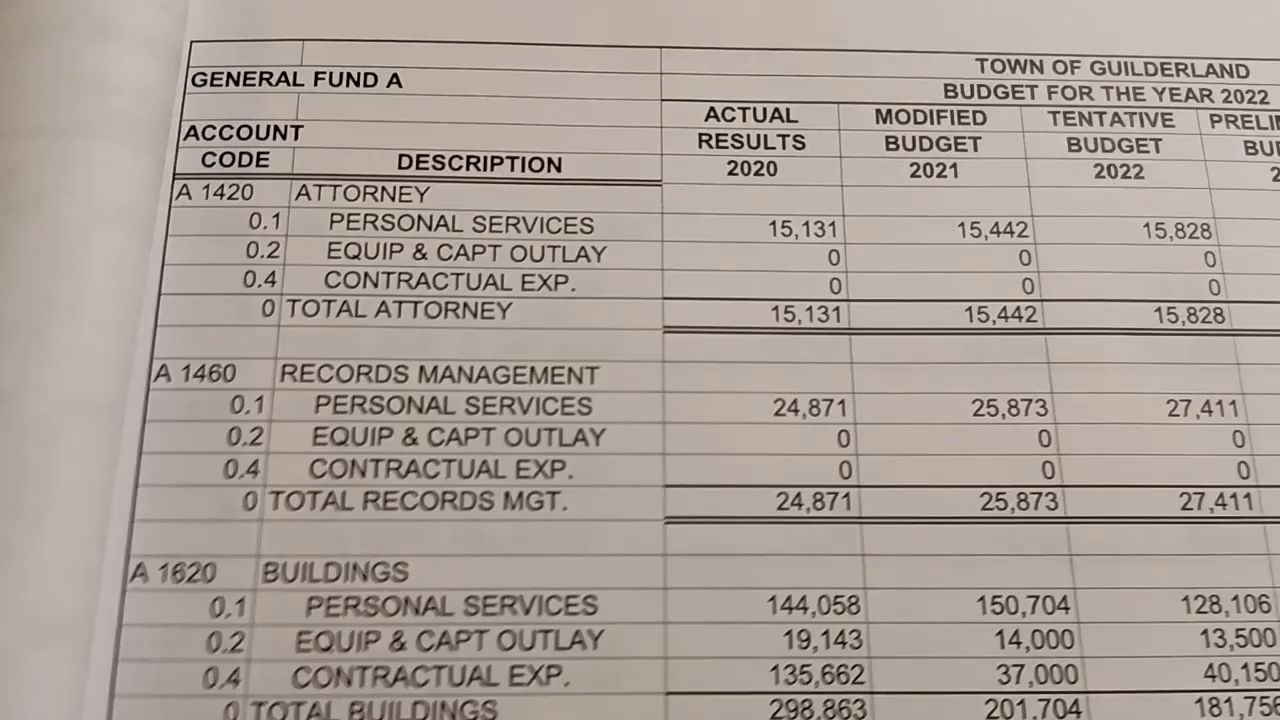 TOWN OF GUILDERLAND
GENERAL FUND A
BUDGET FOR THE YEAR 2022
ACTUAL MODIFIED TENTATIVE
ACCOUNT RESULTS BUDGET BUDGET
CODE DESCRIPTION 2020 2021 2022
A 1420 ATTORNEY
0.1 PERSONAL SERVICES 15,131 15,442 15,828
0.2 EQUIP & CAPT OUTLAY 0 0 0
0.4 CONTRACTUAL EXP. 0 0 0
0 TOTAL ATTORNEY 15,131 15,442 15,828
A 1460 RECORDS MANAGEMENT
0.1 PERSONAL SERVICES 24,871 25,873 27,411
0.2 EQUIP & CAPT OUTLAY 0 0 0
0.4 CONTRACTUAL EXP. 0 0 0
0 TOTAL RECORDS MGT. 24,871 25,873 27,411
A 1620 BUILDINGS
0.1 PERSONAL SERVICES 144,058 150,704 128,106
0.2 EQUIP & CAPT OUTLAY 19,143 14,000 13,500
0.4 CONTRACTUAL EXP. 135,662 37,000 40,150
0 TOTAL BUILDINGS 298,863 201,704 181,756